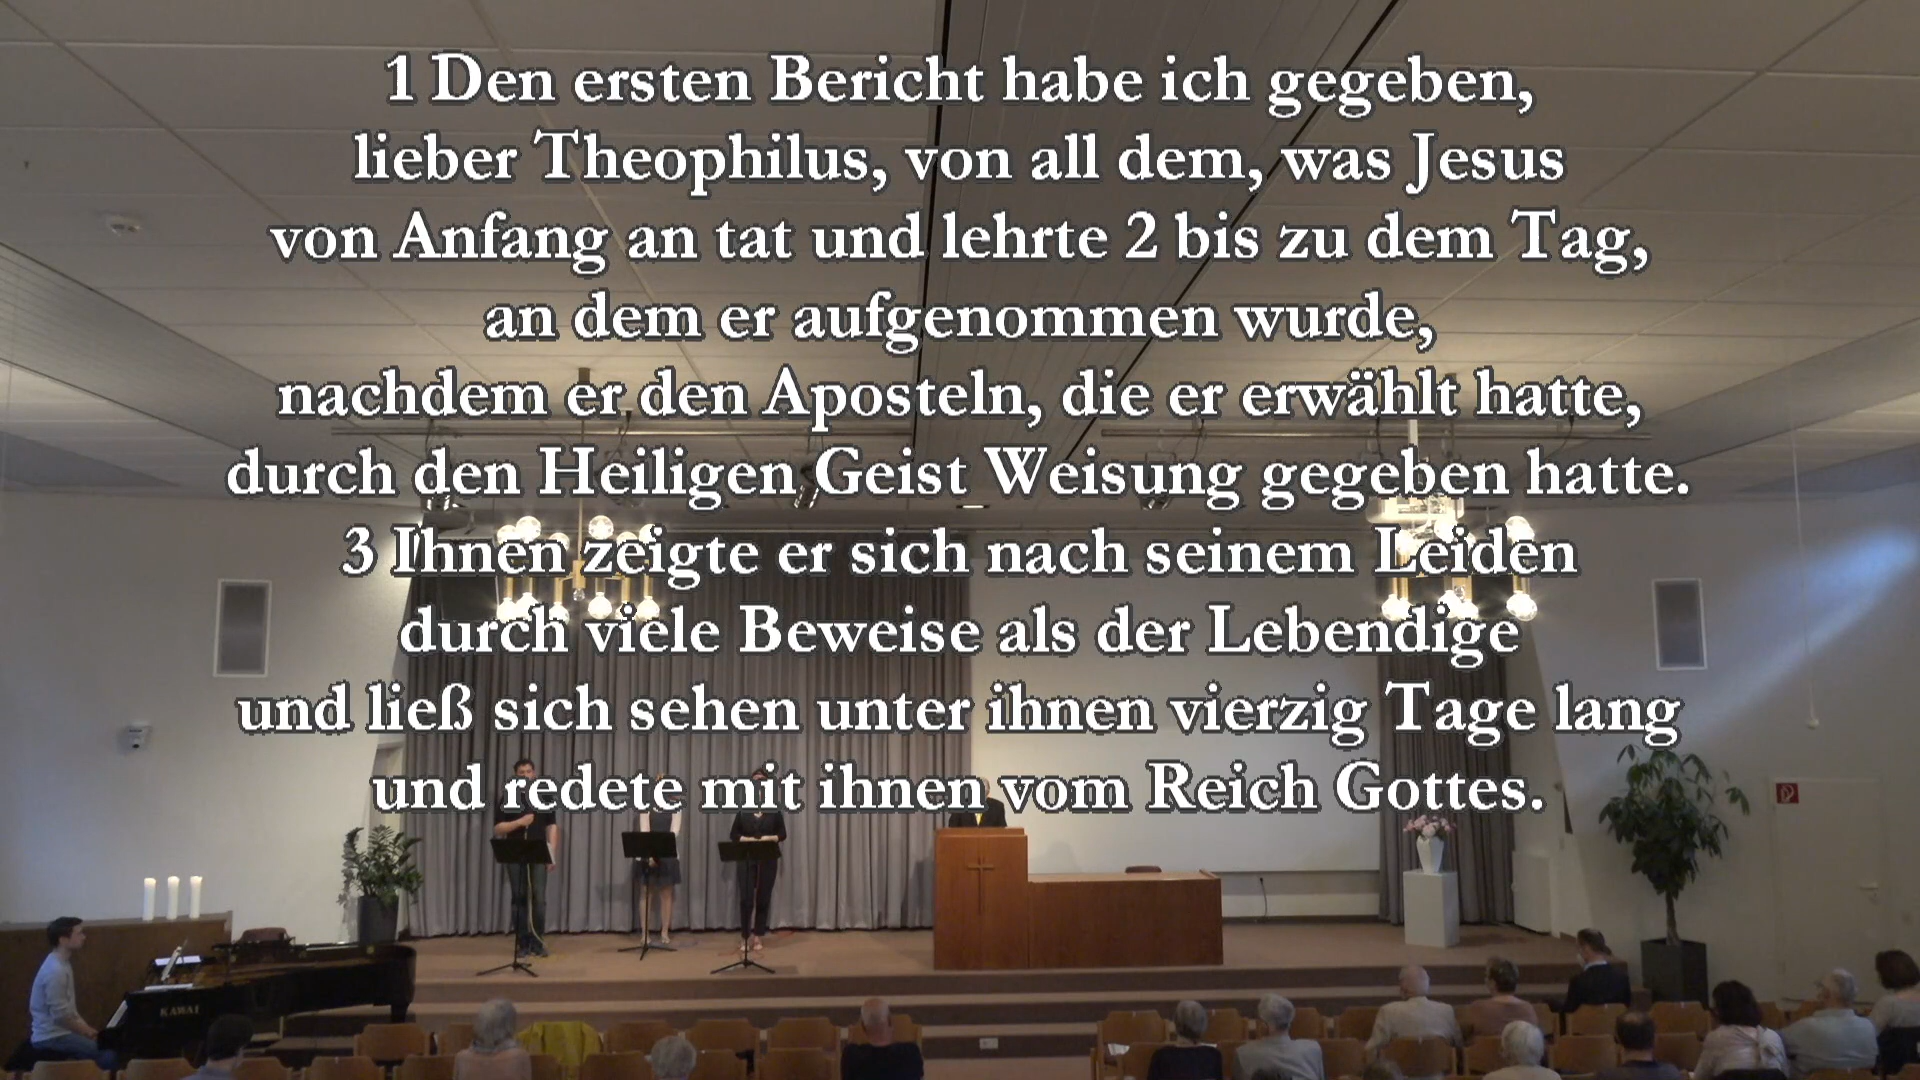 1 Den ersten Bericht habe ich gegeben,
lieber Theophilus, von all dem, was Jesus
von Anfang an tat und lehrte 2 bis zu dem Tag,
an dem er aufgenommen wurde,
nachdem er den Aposteln, die er erwählt hatte,
durch den Heiligen Geist Weisung gegeben hatte.
3 Ihnen zeigte er sich nach seinem Leiden
durch viele Beweise als der Lebendige
und ließ sich sehen unter ihnen vierzig Tage lang
und redete mit ihnen vom Reich Gottes.
KAWAI